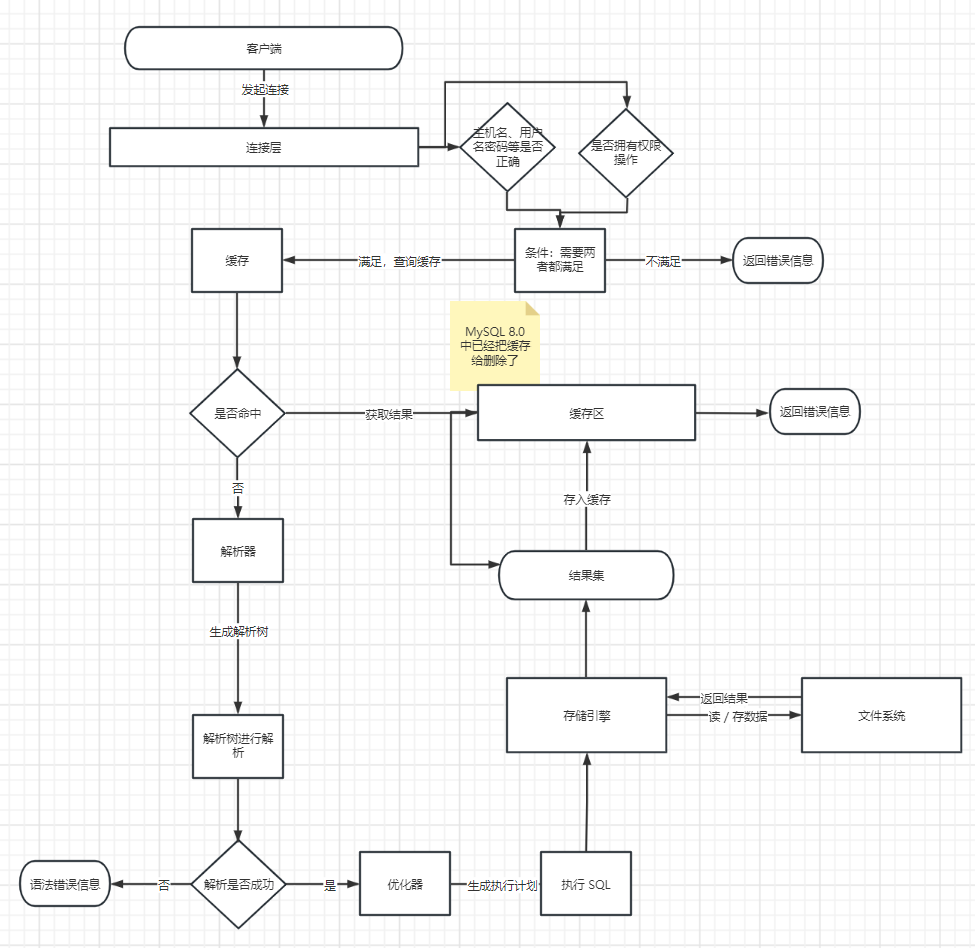 客户端
发起连接
连接层
主机名、用户
名密码等是否
正确
是否拥有权限
操作
缓存
满足，查询缓存
条件：需要两
者都满足
不满足
返回错误信息
MySQL 8.0
中已经把缓存
给删除了
是否命中
获取结果
缓存区
返回错误信息
否
存入缓存
解析器
结果集
生成解析树
返回结果
存储引擎
读 / 存数据
文件系统
解析树进行解
析
语法错误信息
否
解析是否成功
是
优化器
生成执行计划
执行 SQL